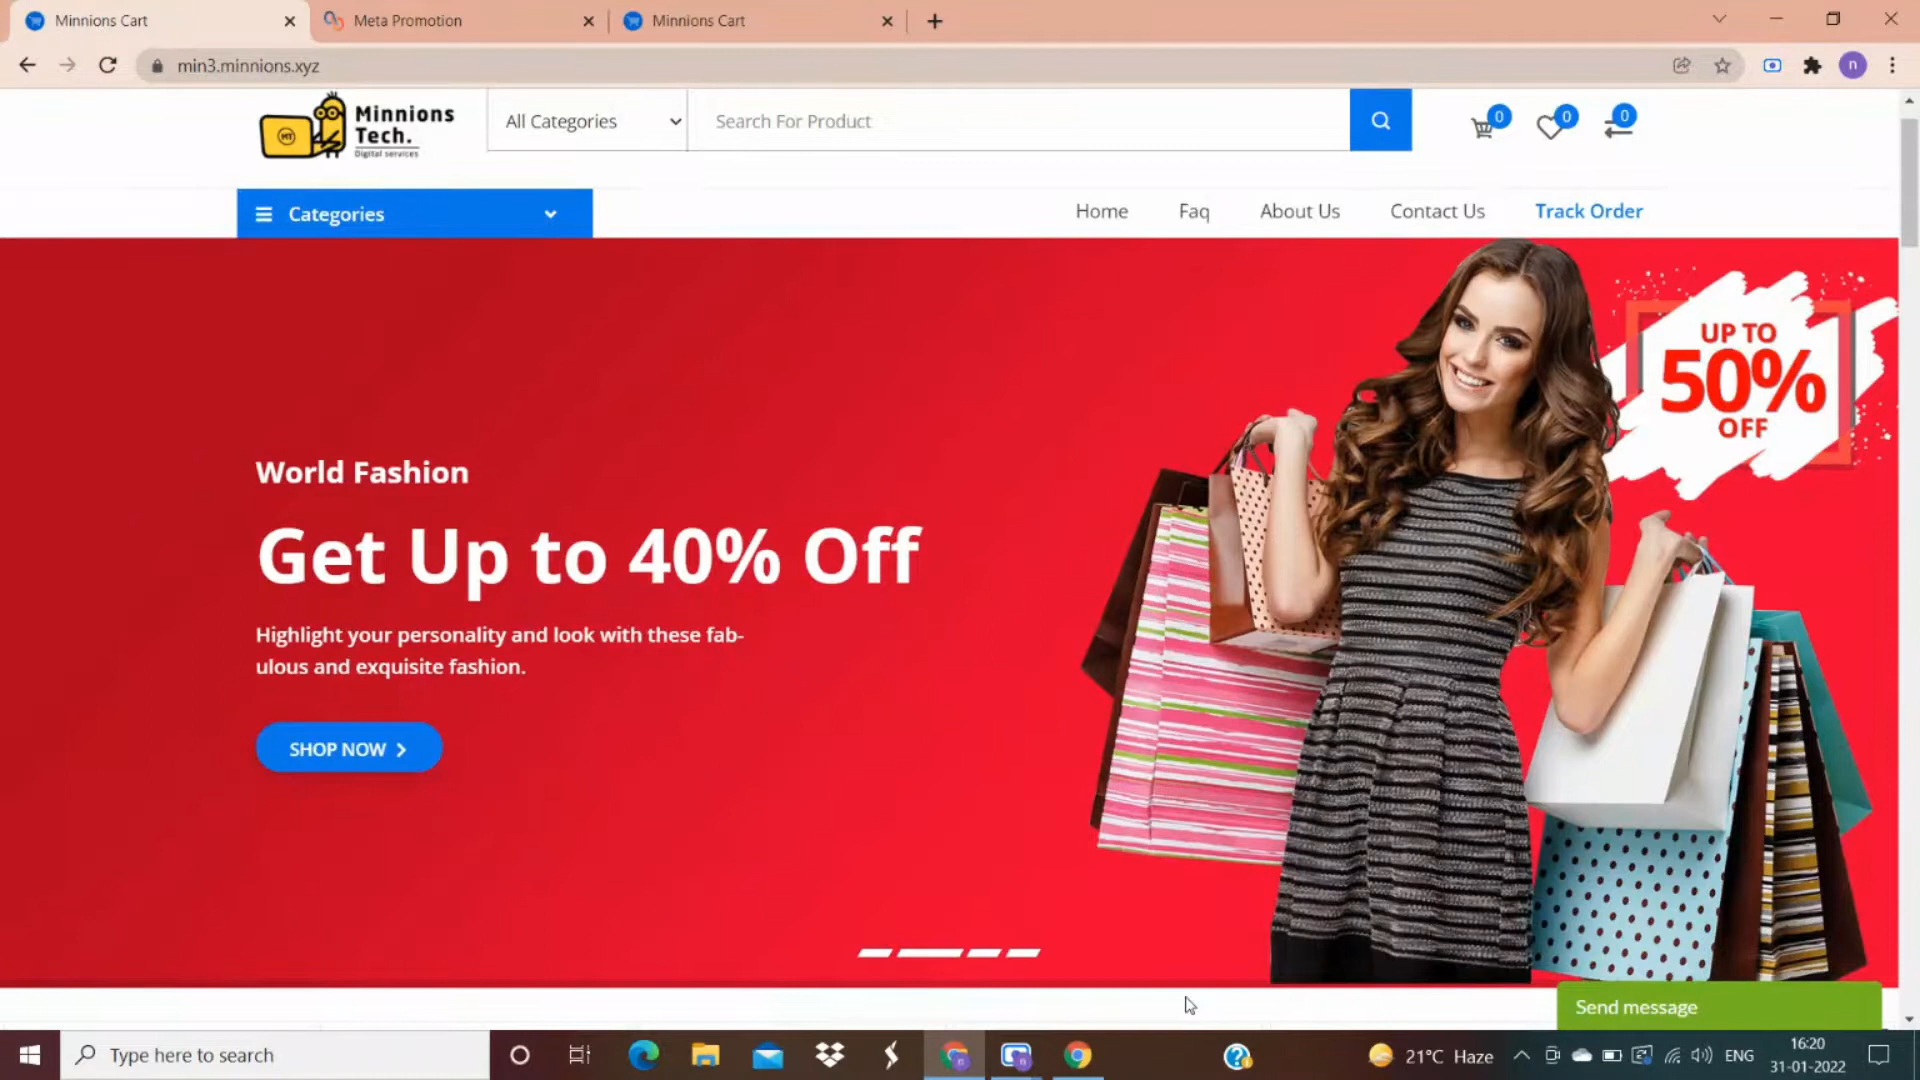 Minnions Cart
Meta Promotion
Minnions Cart
min3.minnions.xyz
n
Minnions
Tech.
Digital services
MT
All Categories
Search For Product
0
0
0
Categories
Home
Faq
About Us
Contact Us
Track Order
UP TO
50%
OFF
World Fashion
Get Up to 40% Off
Highlight your personality and look with these fab-
ulous and exquisite fashion.
SHOP NOW
Send message
Type here to search
21°C Haze
ENG
16:20
31-01-2022